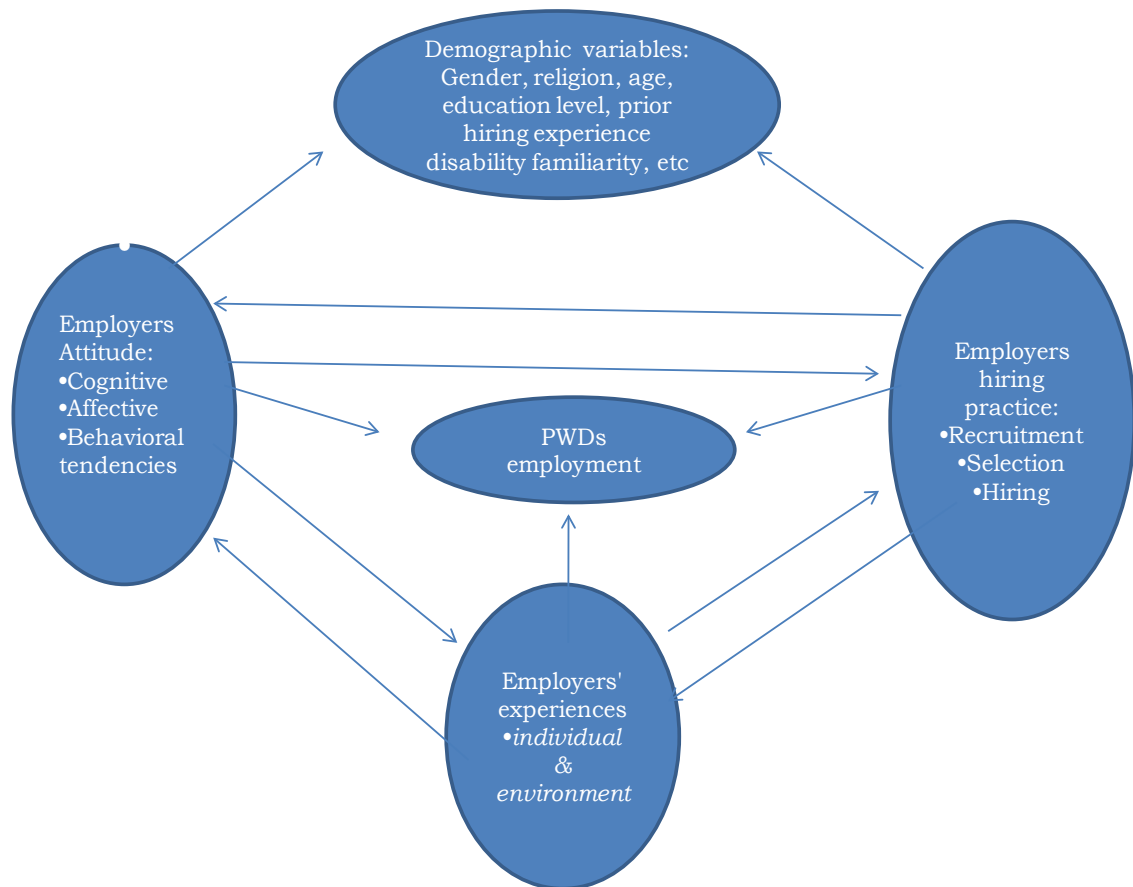 Demographic variables:
Gender, religion, age,
education level, prior
hiring experience
disability familiarity, etc
Employers
Attitude:
•Cognitive
•Affective
•Behavioral
tendencies
PWDs
employment
Employers
hiring
practice:
•Recruitment
•Selection
•Hiring
Employers'
experiences
•individual
&
environment